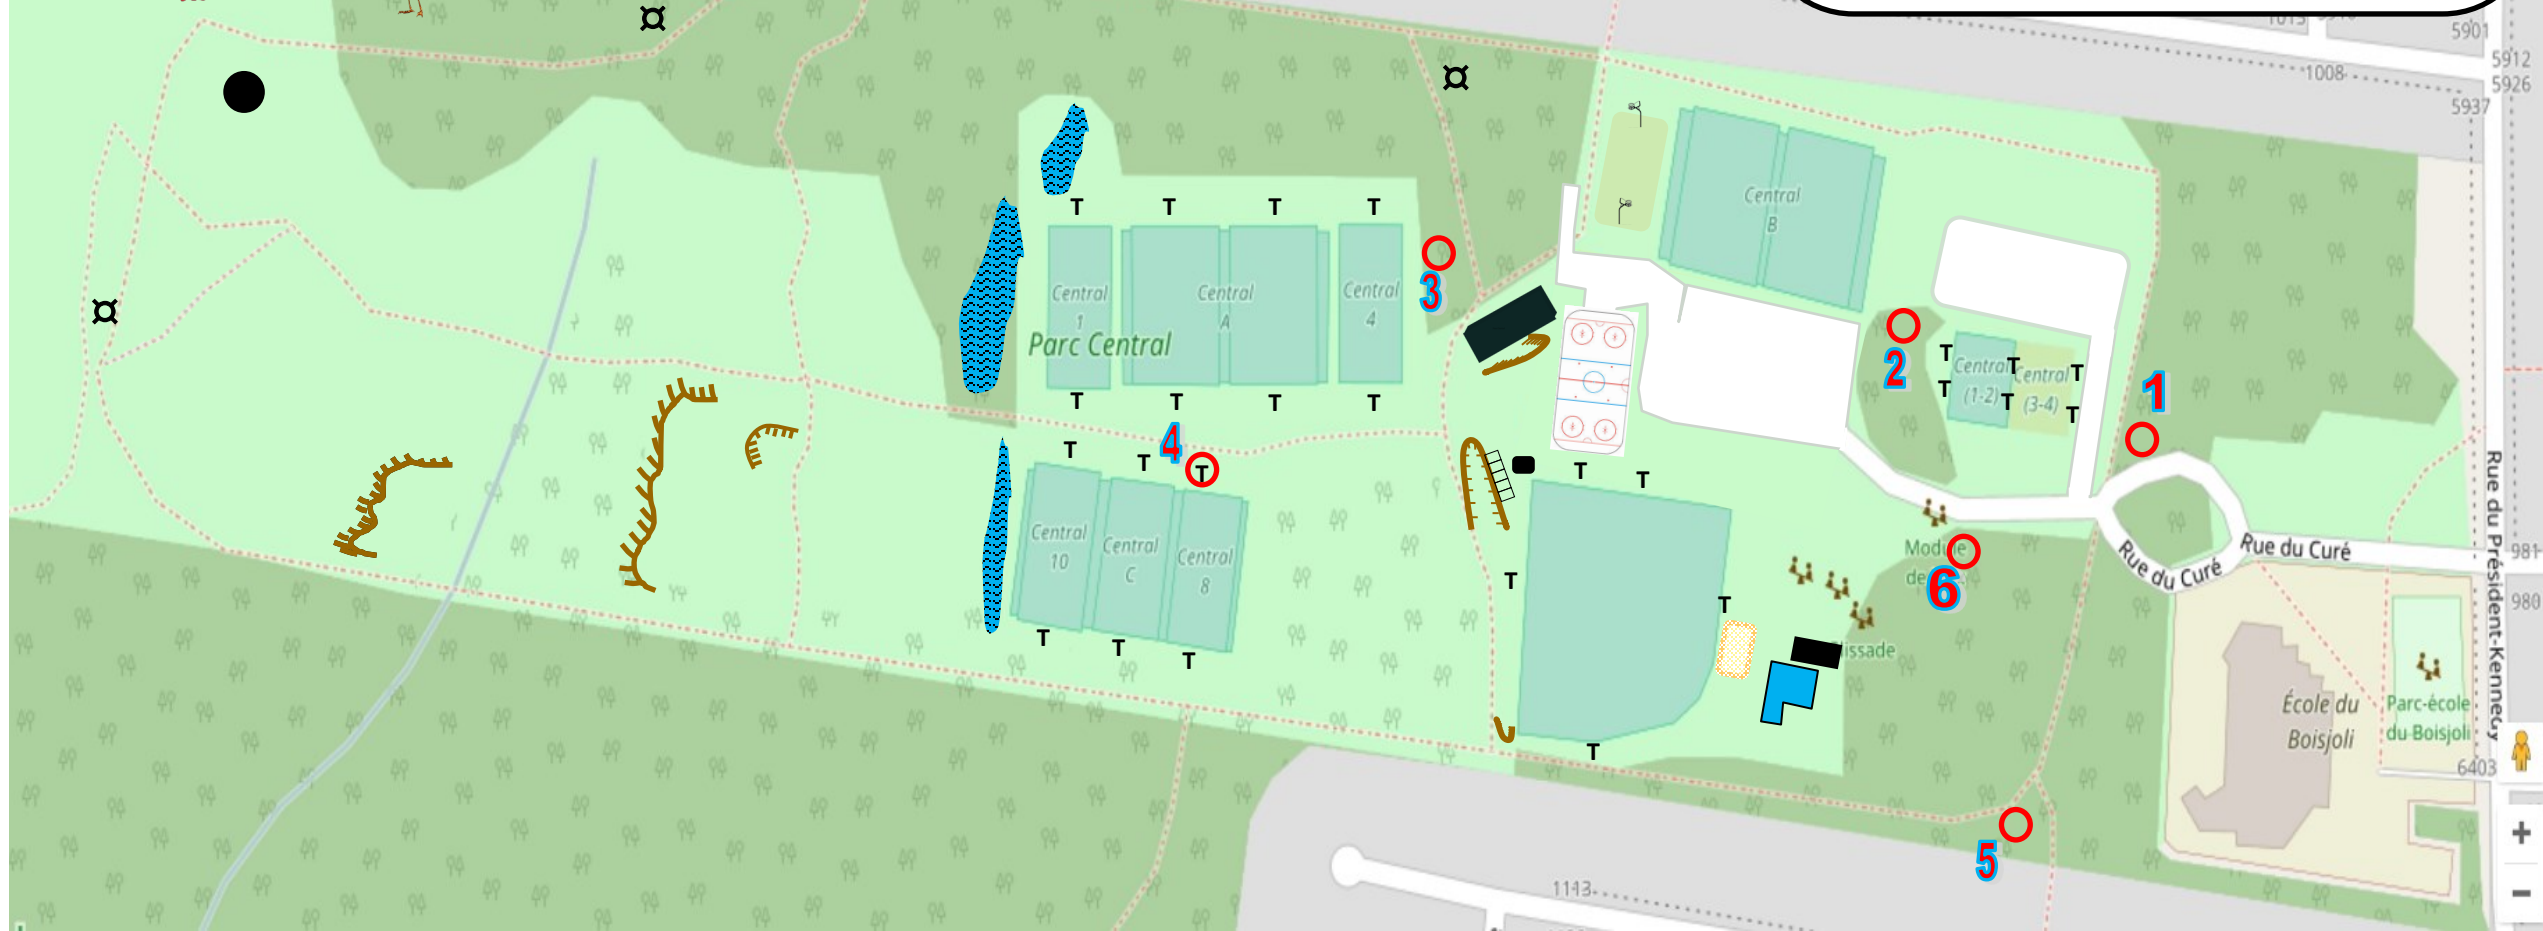 5901
1008
5912
5926
5937
T
T
T
T
Central
B
Central
1
Central
A
Central
4
3
Parc Central
2
T
T
T
T
T
T
Central
(1-2)
Central
(3-4)
1
T
T
T
T
4
T
T
T
T
T
Central
10
Central
C
Central
8
T
T
T
T
T
T
Module
de
6
Rue du Curé
Rue du Curé
Rue du Président-Kennedy
981
980
École du
Boisjoli
Parc-école
du Boisjoli
6403
5
1143
+
−